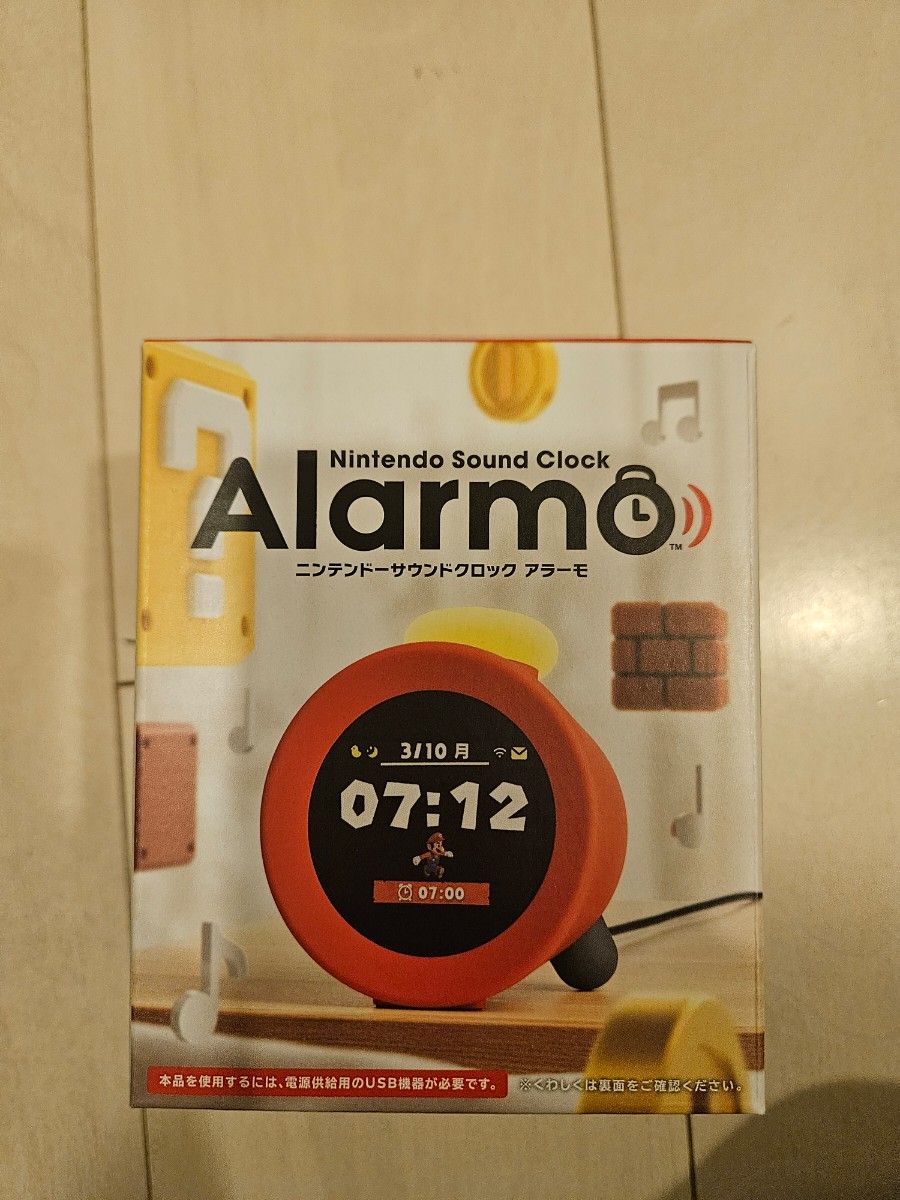 Nintendo Sound Clock
Alarmo
TM
ニンテンドーサウンドクロック アラーモ
3/10 月
07:12
07:00
本品を使用するには、電源供給用のUSB機器が必要です。 ※くわしくは裏面をご確認ください。